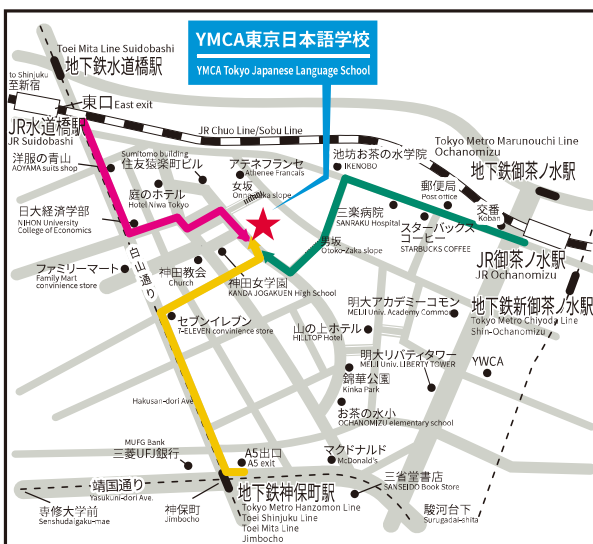 YMCA東京日本語学校
YMCA Tokyo Japanese Language School
Toei Mita Line Suidobashi
地下鉄水道橋駅
to Shinjuku
至新宿
東口 East exit
JR水道橋駅
JR Suidobashi
JR Chuo Line/Sobu Line
Tokyo Metro Marunouchi Line
Ochanomizu
地下鉄御茶ノ水駅
洋服の青山
AOYAMA suits shop
Sumitomo building
住友猿楽町ビル
アテネフランセ
Athenee Francais
池坊お茶の水学院
IKENOBO
庭のホテル
Hotel Niwa Tokyo
女坂
Onna-zaka slope
郵便局
Post office
交番
Koban
三楽病院
SANRAKU Hospital
スターバックス
コーヒー
STARBUCKS COFFEE
日大経済学部
NIHON University
College of Economics
男坂
Otoko-Zaka slope
JR御茶ノ水駅
JR Ochanomizu
白山通り
ファミリーマート
Family Mart
convinience store
神田教会
Church
神田女学園
KANDA JOGAKUEN High School
地下鉄新御茶ノ水駅
Tokyo Metro Chiyoda Line
Shin-Ochanomizu
明大アカデミーコモン
MEIJI Univ. Academy Common
セブンイレブン
7-ELEVEN convinience store
山の上ホテル
HILLTOP Hotel
明大リバティタワー
MEIJI Univ. LIBERTY TOWER
YWCA
錦華公園
Kinka Park
Hakusan-dori Ave
お茶の水小
OCHANOMIZU elementary school
MUFG Bank
三菱UFJ銀行
A5出口
A5 exit
マクドナルド
McDonald's
靖国通り
Yasukuni-dori Ave.
地下鉄神保町駅
Tokyo Metro Hanzomon Line
Toei Shinjuku Line
Toei Mita Line
Jimbocho
三省堂書店
SANSEIDO Book Store
専修大学前
Senshudaigaku-mae
神保町
Jimbocho
駿河台下
Surugadai-shita